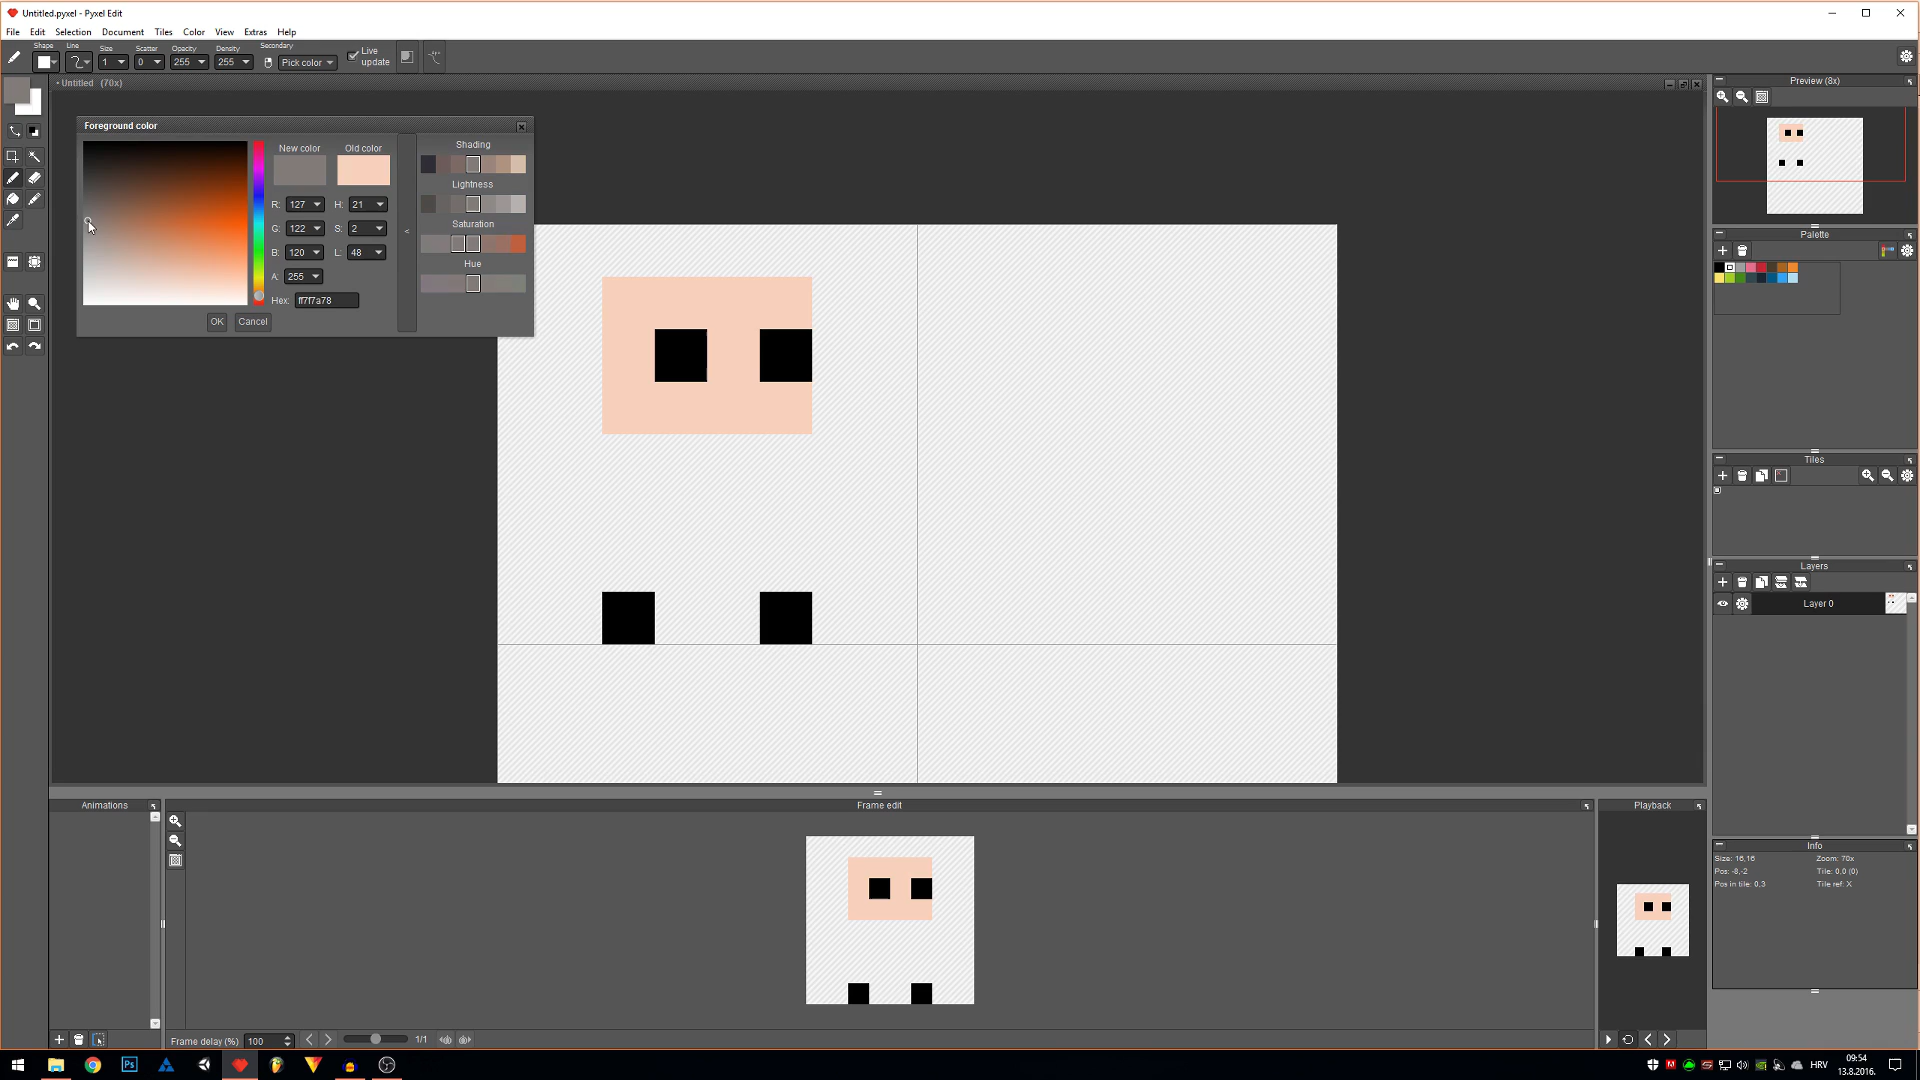 Untitled.pyxel - Pyxel Edit
File Edit Selection Document Tiles Color View Extras Help
Shape Line Size Scatter Opacity Density Secondary
1 0 255 255 Pick color Live update
• Untitled (70x)
Foreground color
New color Old color
R: 127 H: 21
G: 122 S: 2
B: 120 L: 48
A: 255
Hex: ff7f7a78
OK Cancel
<
Shading
Lightness
Saturation
Hue
Preview (8x)
Palette
Tiles
Layers
Layer 0
Info
Size: 16,16 Zoom: 70x
Pos: -8,-2 Tile: 0,0 (0)
Pos in tile: 0,3 Tile ref: X
Animations
Frame edit
Playback
Frame delay (%) 100
1/1
Ps
HRV
09:54
13.8.2016.